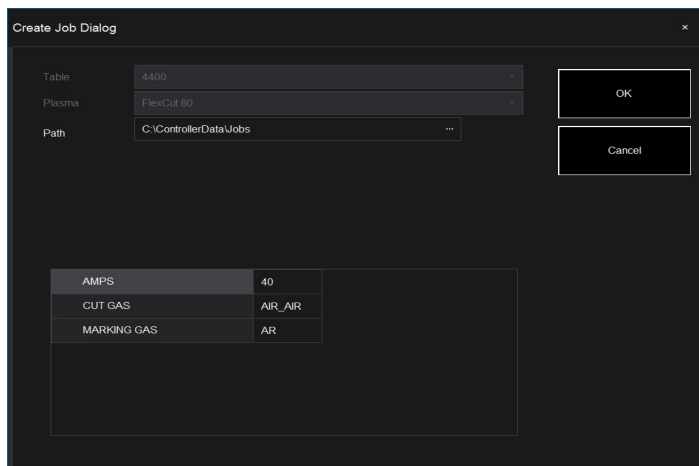 Create Job Dialog ×
Table 4400
Plasma FlexCut 80
Path C:\ControllerData\Jobs ...
OK
Cancel
AMPS 40
CUT GAS AIR_AIR
MARKING GAS AR